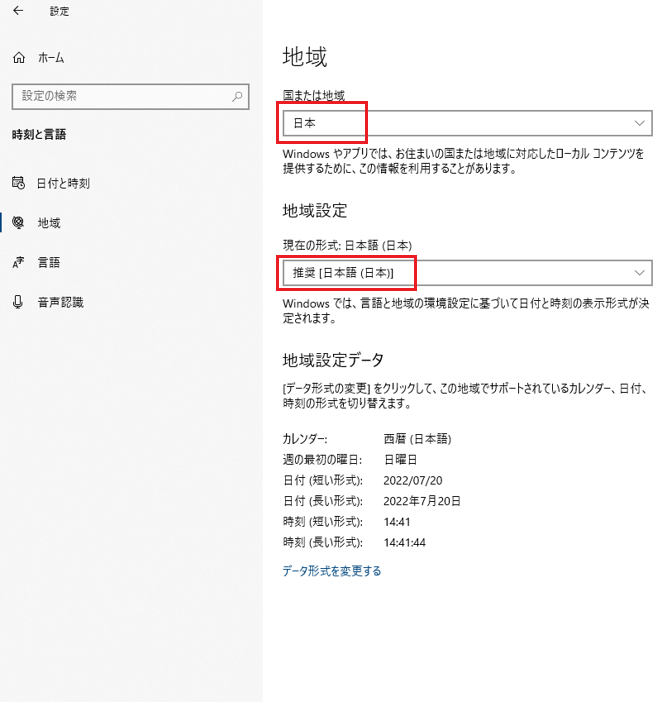 設定
ホーム
設定の検索
時刻と言語
日付と時刻
地域
言語
音声認識
地域
国または地域
日本
Windows やアプリでは、お住まいの国または地域に対応したローカル コンテンツを
提供するために、この情報を利用することがあります。
地域設定
現在の形式: 日本語 (日本)
推奨 [日本語 (日本)]
Windows では、言語と地域の環境設定に基づいて日付と時刻の表示形式が決
定されます。
地域設定データ
[データ形式の変更] をクリックして、この地域でサポートされているカレンダー、日付、
時刻の形式を切り替えます。
カレンダー: 西暦 (日本語)
週の最初の曜日: 日曜日
日付 (短い形式): 2022/07/20
日付 (長い形式): 2022年7月20日
時刻 (短い形式): 14:41
時刻 (長い形式): 14:41:44
データ形式を変更する